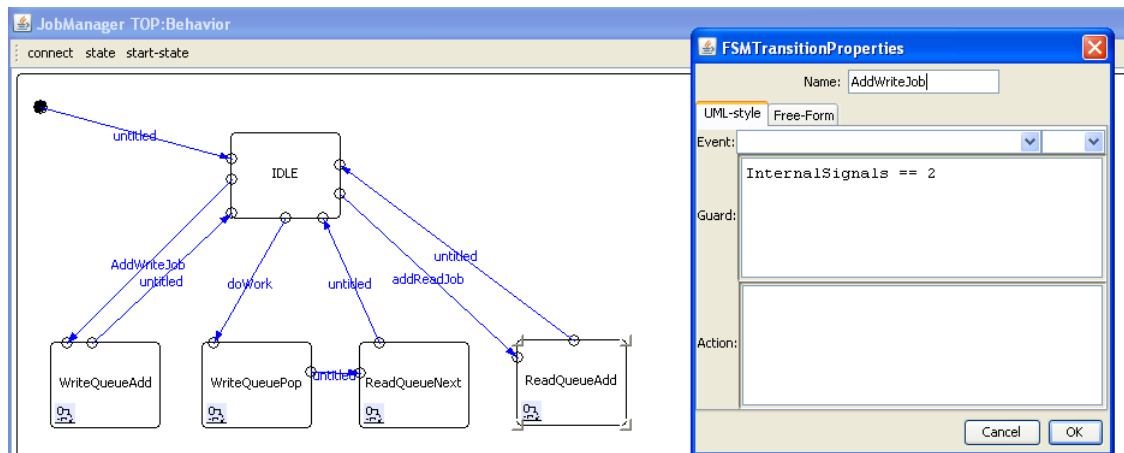 JobManager TOP:Behavior
connect state start-state
untitled
IDLE
AddWriteJob
untitled
doWork
untitled
addReadJob
untitled
WriteQueueAdd
WriteQueuePop
untitled
ReadQueueNext
ReadQueueAdd
FSMTransitionProperties
Name: AddWriteJob
UML-style Free-Form
Event:
InternalSignals == 2
Guard:
Action:
Cancel OK